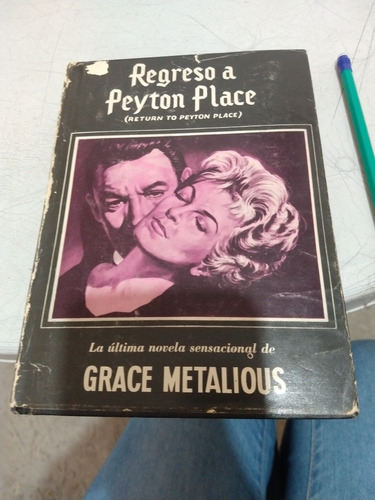 Regreso a
Peyton Place
(RETURN TO PEYTON PLACE)
La última novela sensacional de
GRACE METALIOUS